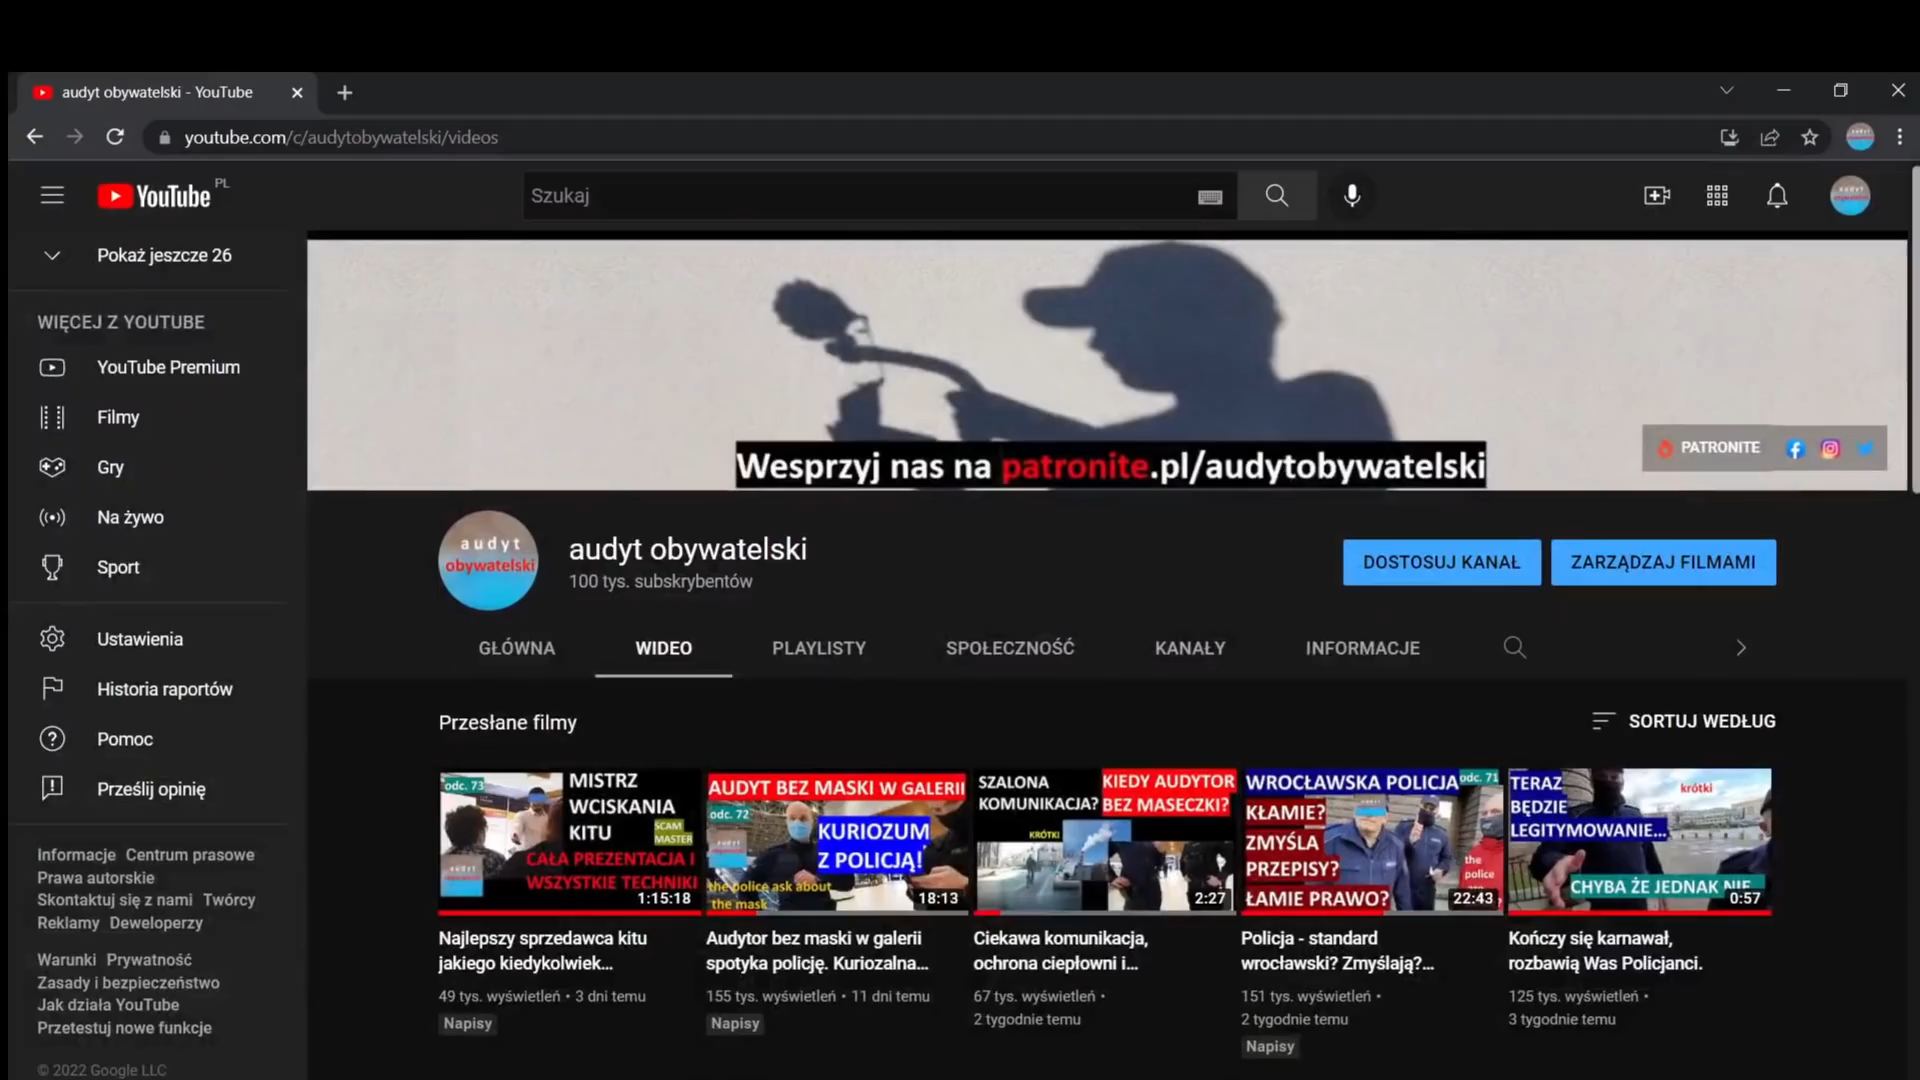 audyt obywatelski - YouTube
youtube.com/c/audytobywatelski/videos
YouTube PL
Szukaj
Pokaż jeszcze 26
WIĘCEJ Z YOUTUBE
YouTube Premium
Filmy
Gry
Na żywo
Sport
Ustawienia
Historia raportów
Pomoc
Prześlij opinię
Informacje Centrum prasowe
Prawa autorskie
Skontaktuj się z nami Twórcy
Reklamy Deweloperzy
Warunki Prywatność
Zasady i bezpieczeństwo
Jak działa YouTube
Przetestuj nowe funkcje
© 2022 Google LLC
Wesprzyj nas na patronite.pl/audytobywatelski
PATRONITE
audyt
obywatelski
audyt obywatelski
100 tys. subskrybentów
DOSTOSUJ KANAŁ
ZARZĄDZAJ FILMAMI
GŁÓWNA
WIDEO
PLAYLISTY
SPOŁECZNOŚĆ
KANAŁY
INFORMACJE
Przesłane filmy
SORTUJ WEDŁUG
odc. 73
MISTRZ
WCISKANIA
KITU
SCAM
MASTER
CAŁA PREZENTACJA I
WSZYSTKIE TECHNIKI
1:15:18
Najlepszy sprzedawca kitu
jakiego kiedykolwiek...
49 tys. wyświetleń • 3 dni temu
Napisy
AUDYT BEZ MASKI W GALERII
odc. 72
KURIOZUM
Z POLICJĄ!
the police ask about
the mask
18:13
Audytor bez maski w galerii
spotyka policję. Kuriozalna...
155 tys. wyświetleń • 11 dni temu
Napisy
SZALONA
KOMUNIKACJA?
KIEDY AUDYTOR
BEZ MASECZKI?
KRÓTKI
2:27
Ciekawa komunikacja,
ochrona ciepłowni i...
67 tys. wyświetleń •
2 tygodnie temu
WROCŁAWSKA POLICJA
odc. 71
KŁAMIE?
ZMYŚLA
PRZEPISY?
ŁAMIE PRAWO?
the
police
22:43
Policja - standard
wrocławski? Zmyślają?...
151 tys. wyświetleń •
2 tygodnie temu
Napisy
TERAZ
BĘDZIE
LEGITYMOWANIE...
krótki
CHYBA ŻE JEDNAK NIE
0:57
Kończy się karnawał,
rozbawią Was Policjanci.
125 tys. wyświetleń •
3 tygodnie temu